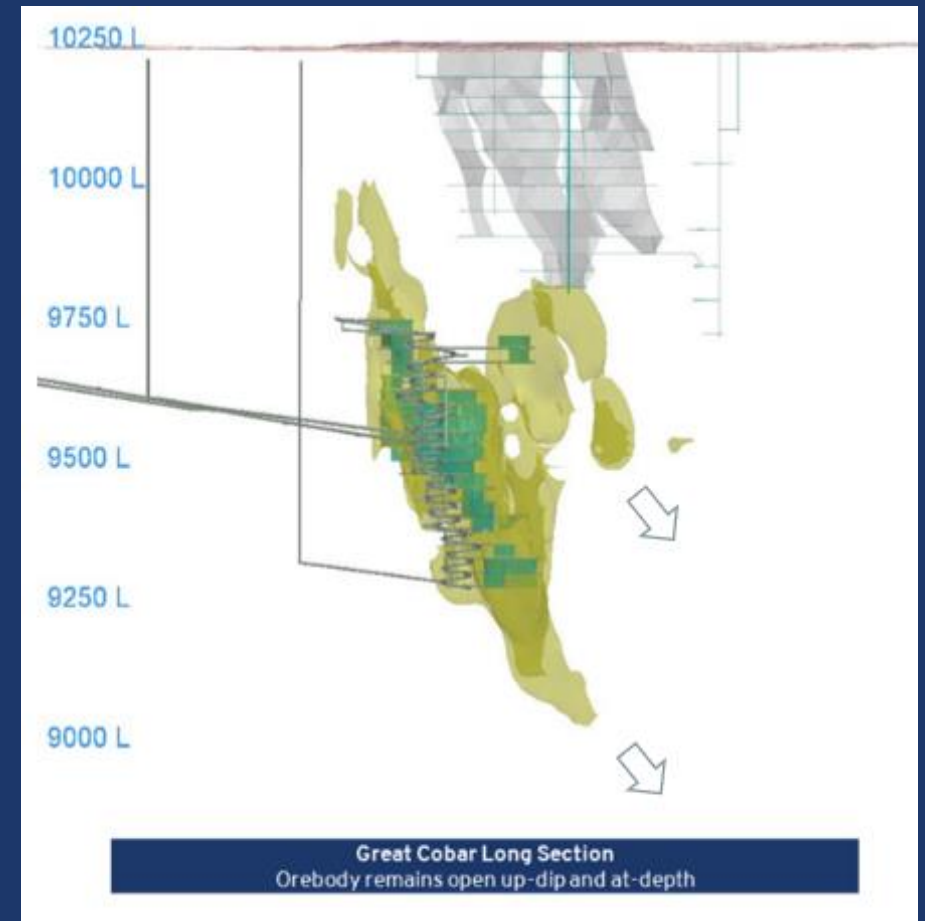 10250 L
10000 L
9750 L
9500 L
9250 L
9000 L
Great Cobar Long Section
Orebody remains open up-dip and at-depth